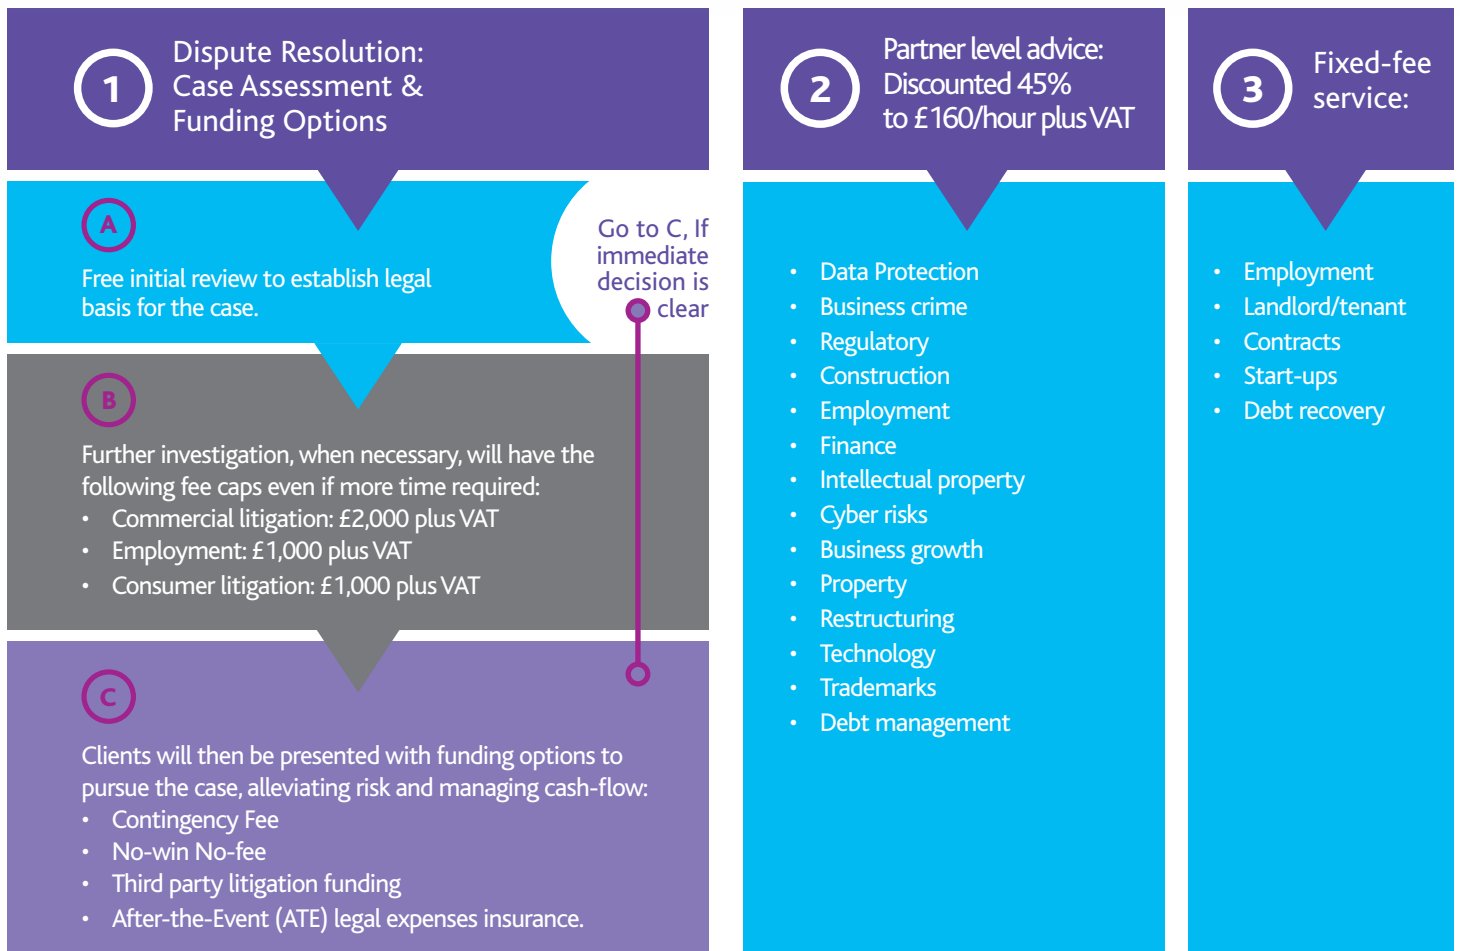 1
Dispute Resolution:
Case Assessment &
Funding Options
A
Free initial review to establish legal
basis for the case.
Go to C, If
immediate
decision is
clear
B
Further investigation, when necessary, will have the
following fee caps even if more time required:
• Commercial litigation: £2,000 plus VAT
• Employment: £1,000 plus VAT
• Consumer litigation: £1,000 plus VAT
C
Clients will then be presented with funding options to
pursue the case, alleviating risk and managing cash-flow:
• Contingency Fee
• No-win No-fee
• Third party litigation funding
• After-the-Event (ATE) legal expenses insurance.
2
Partner level advice:
Discounted 45%
to £160/hour plus VAT
• Data Protection
• Business crime
• Regulatory
• Construction
• Employment
• Finance
• Intellectual property
• Cyber risks
• Business growth
• Property
• Restructuring
• Technology
• Trademarks
• Debt management
3
Fixed-fee
service:
• Employment
• Landlord/tenant
• Contracts
• Start-ups
• Debt recovery